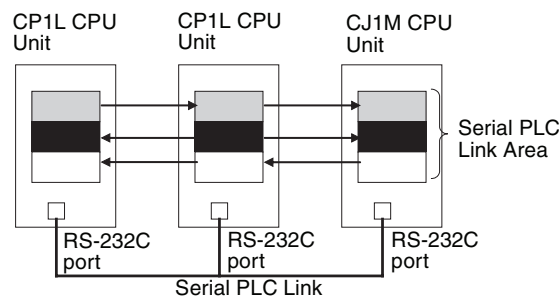 CP1L CPU
Unit
CP1L CPU
Unit
CJ1M CPU
Unit
Serial PLC
Link Area
RS-232C
port
RS-232C
port
RS-232C
port
Serial PLC Link